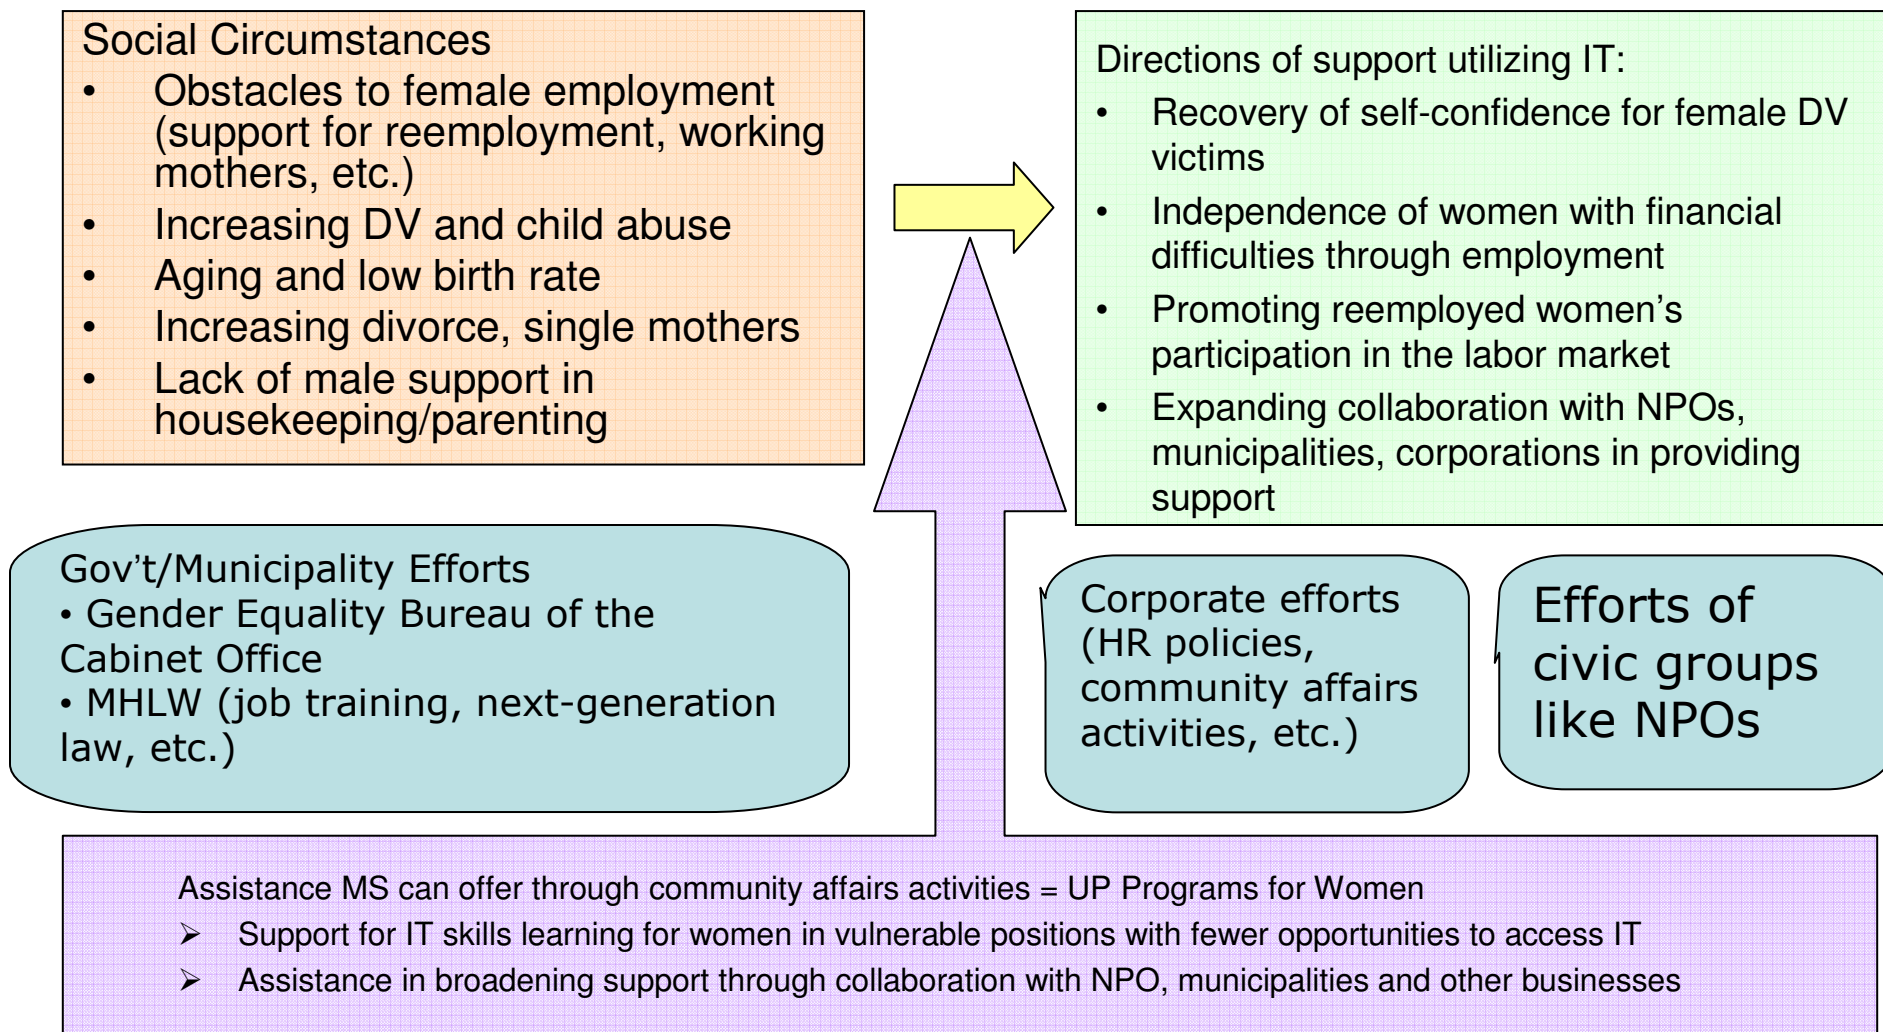 Social Circumstances
• Obstacles to female employment
(support for reemployment, working
mothers, etc.)
• Increasing DV and child abuse
• Aging and low birth rate
• Increasing divorce, single mothers
• Lack of male support in
housekeeping/parenting
Directions of support utilizing IT:
• Recovery of self-confidence for female DV
victims
• Independence of women with financial
difficulties through employment
• Promoting reemployed women’s
participation in the labor market
• Expanding collaboration with NPOs,
municipalities, corporations in providing
support
Gov’t/Municipality Efforts
• Gender Equality Bureau of the
Cabinet Office
• MHLW (job training, next-generation
law, etc.)
Corporate efforts
(HR policies,
community affairs
activities, etc.)
Efforts of
civic groups
like NPOs
Assistance MS can offer through community affairs activities = UP Programs for Women
➢ Support for IT skills learning for women in vulnerable positions with fewer opportunities to access IT
➢ Assistance in broadening support through collaboration with NPO, municipalities and other businesses